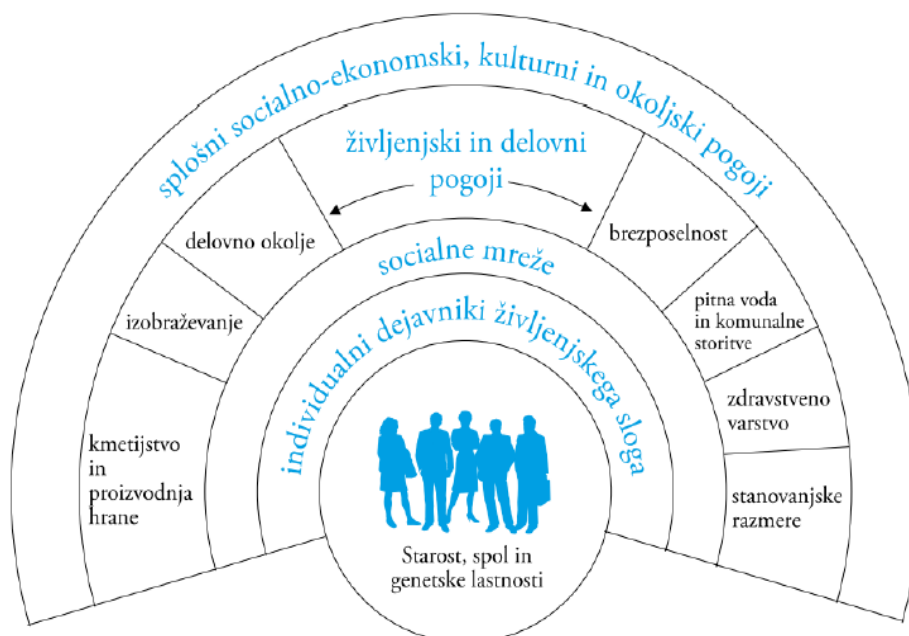 splošni socialno-ekonomski, kulturni in okoljski pogoji
življenjski in delovni
pogoji
delovno okolje
brezposelnost
socialne mreže
izobraževanje
pitna voda
in komunalne
storitve
individualni dejavniki življenjskega sloga
zdravstveno
varstvo
kmetijstvo
in
proizvodnja
hrane
stanovanjske
razmere
Starost, spol in
genetske lastnosti